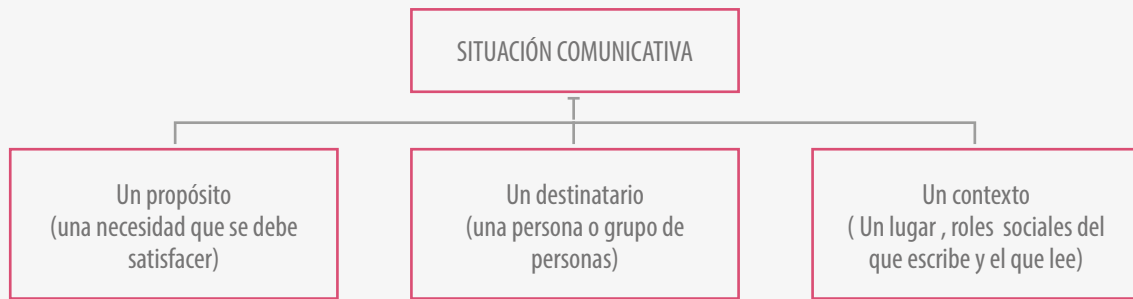 SITUACIÓN COMUNICATIVA
Un propósito
(una necesidad que se debe
satisfacer)
Un destinatario
(una persona o grupo de
personas)
Un contexto
( Un lugar , roles sociales del
que escribe y el que lee)